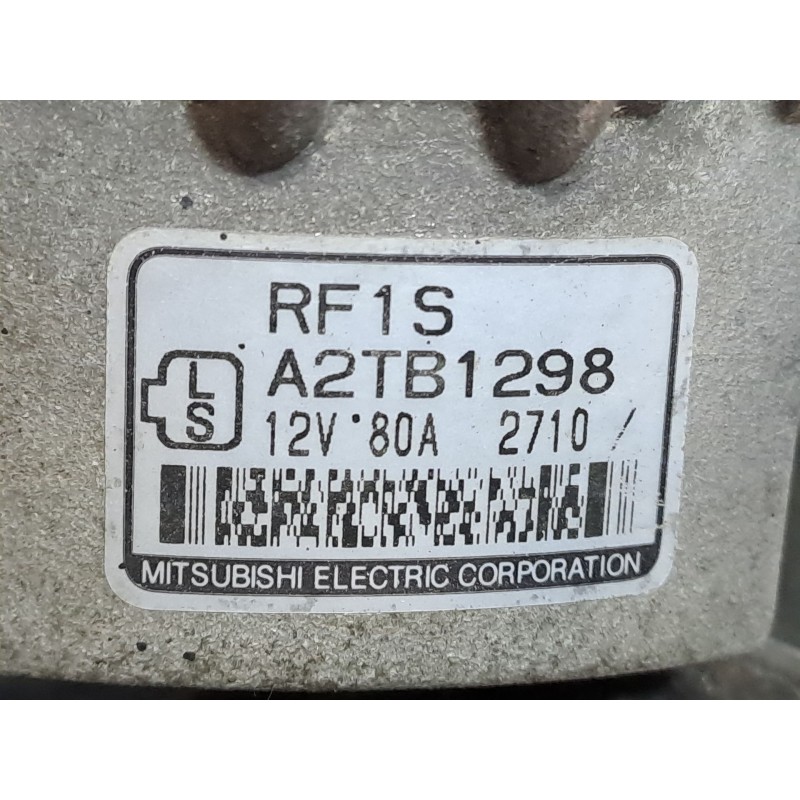 RF1S
A2TB1298
L
S
12V 80A 2710
MITSUBISHI ELECTRIC CORPORATION